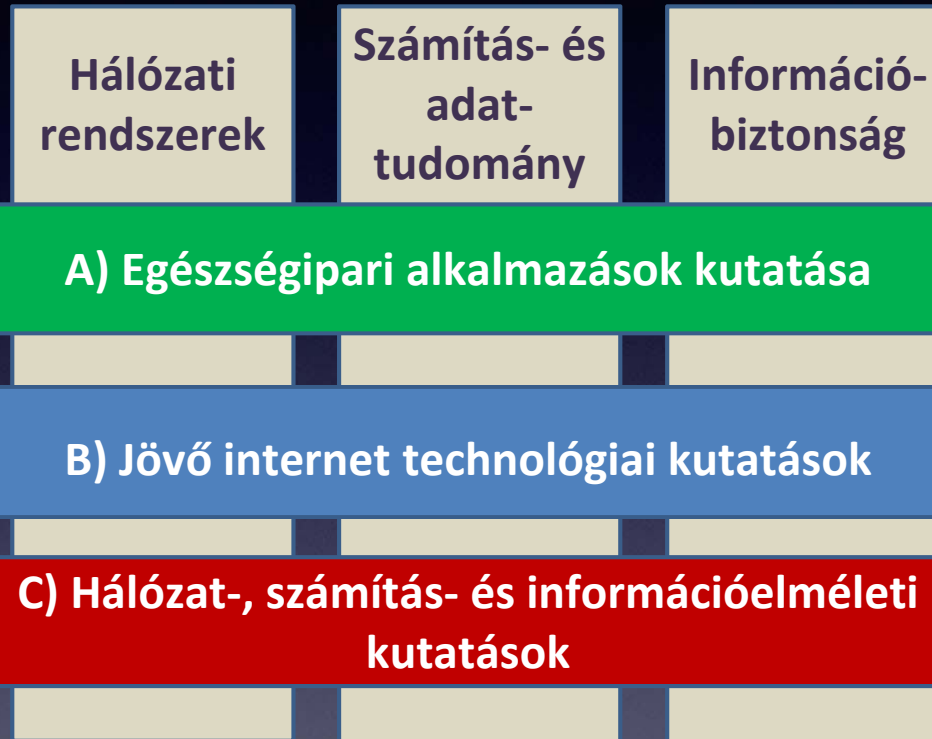 Hálózati
rendszerek
Számítás- és
adat-
tudomány
Információ-
biztonság
A) Egészségipari alkalmazások kutatása
B) Jövő internet technológiai kutatások
C) Hálózat-, számítás- és információelméleti
kutatások